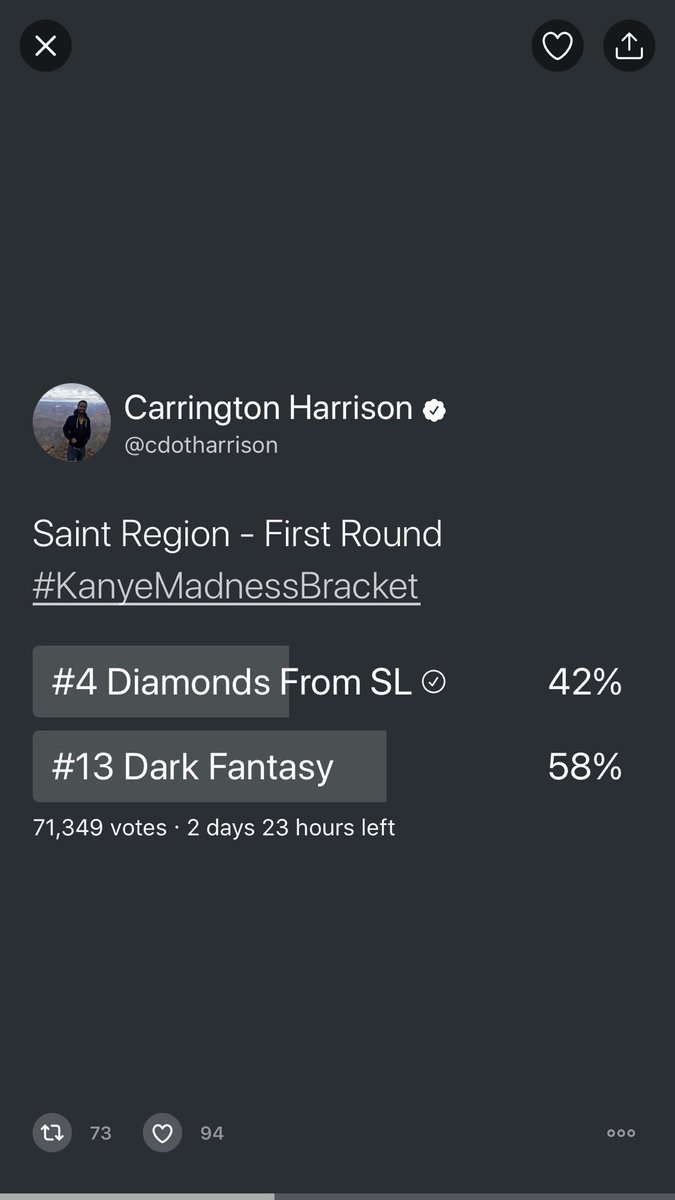 Carrington Harrison
@cdotharrison
Saint Region - First Round
#KanyeMadnessBracket
#4 Diamonds From SL 42%
#13 Dark Fantasy 58%
71,349 votes · 2 days 23 hours left
73 94